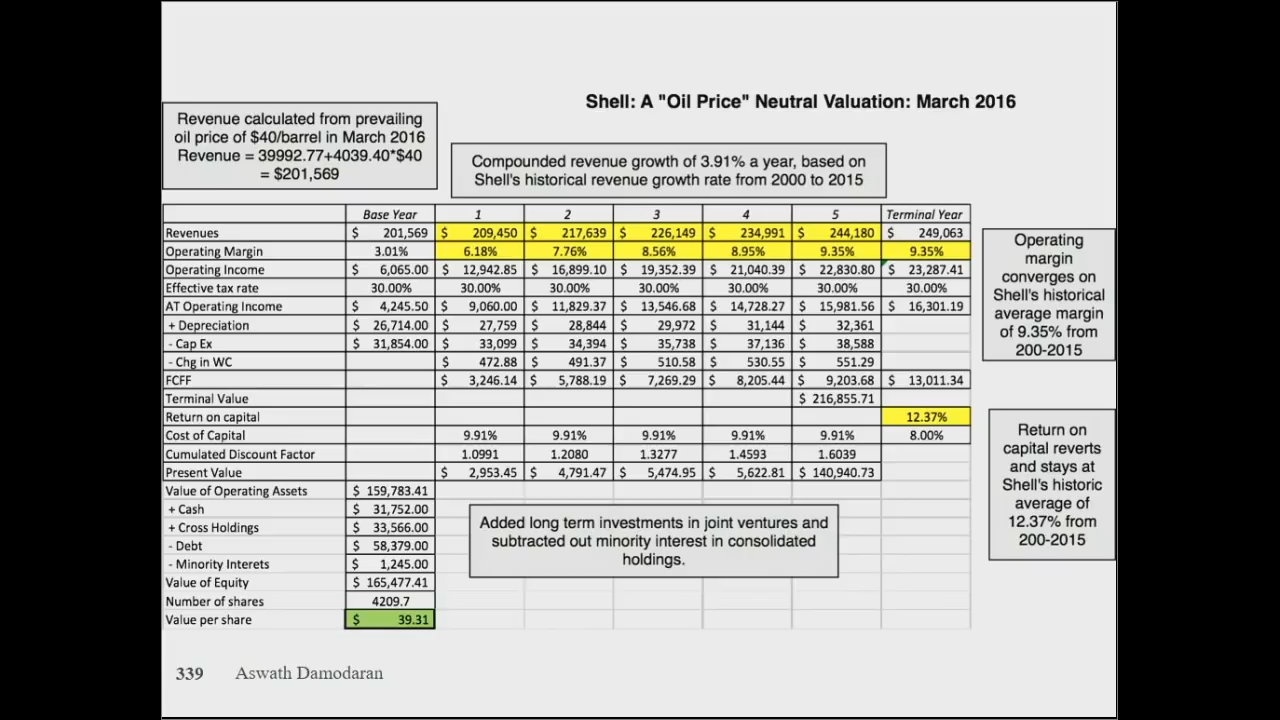 Shell: A "Oil Price" Neutral Valuation: March 2016
Revenue calculated from prevailing
oil price of $40/barrel in March 2016
Revenue = 39992.77+4039.40*$40
= $201,569
Compounded revenue growth of 3.91% a year, based on
Shell's historical revenue growth rate from 2000 to 2015
Base Year 1 2 3 4 5 Terminal Year
Revenues $ 201,569 $ 209,450 $ 217,639 $ 226,149 $ 234,991 $ 244,180 $ 249,063
Operating Margin 3.01% 6.18% 7.76% 8.56% 8.95% 9.35% 9.35%
Operating Income $ 6,065.00 $ 12,942.85 $ 16,899.10 $ 19,352.39 $ 21,040.39 $ 22,830.80 $ 23,287.41
Effective tax rate 30.00% 30.00% 30.00% 30.00% 30.00% 30.00% 30.00%
AT Operating Income $ 4,245.50 $ 9,060.00 $ 11,829.37 $ 13,546.68 $ 14,728.27 $ 15,981.56 $ 16,301.19
+ Depreciation $ 26,714.00 $ 27,759 $ 28,844 $ 29,972 $ 31,144 $ 32,361
- Cap Ex $ 31,854.00 $ 33,099 $ 34,394 $ 35,738 $ 37,136 $ 38,588
- Chg in WC $ 472.88 $ 491.37 $ 510.58 $ 530.55 $ 551.29
FCFF $ 3,246.14 $ 5,788.19 $ 7,269.29 $ 8,205.44 $ 9,203.68 $ 13,011.34
Terminal Value $ 216,855.71
Return on capital 12.37%
Cost of Capital 9.91% 9.91% 9.91% 9.91% 9.91% 8.00%
Cumulated Discount Factor 1.0991 1.2080 1.3277 1.4593 1.6039
Present Value $ 2,953.45 $ 4,791.47 $ 5,474.95 $ 5,622.81 $ 140,940.73
Value of Operating Assets $ 159,783.41
+ Cash $ 31,752.00
+ Cross Holdings $ 33,566.00
- Debt $ 58,379.00
- Minority Interets $ 1,245.00
Value of Equity $ 165,477.41
Number of shares 4209.7
Value per share $ 39.31
Operating
margin
converges on
Shell's historical
average margin
of 9.35% from
200-2015
Return on
capital reverts
and stays at
Shell's historic
average of
12.37% from
200-2015
Added long term investments in joint ventures and
subtracted out minority interest in consolidated
holdings.
339 Aswath Damodaran